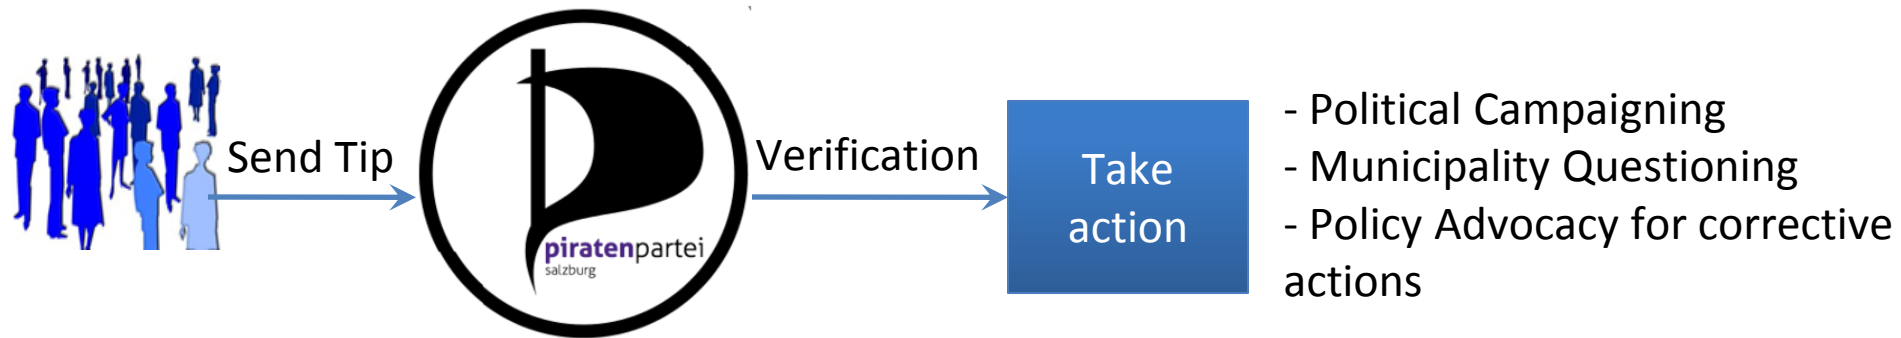 Send Tip
piratenpartei
salzburg
Verification
Take
action
- Political Campaigning
- Municipality Questioning
- Policy Advocacy for corrective
actions